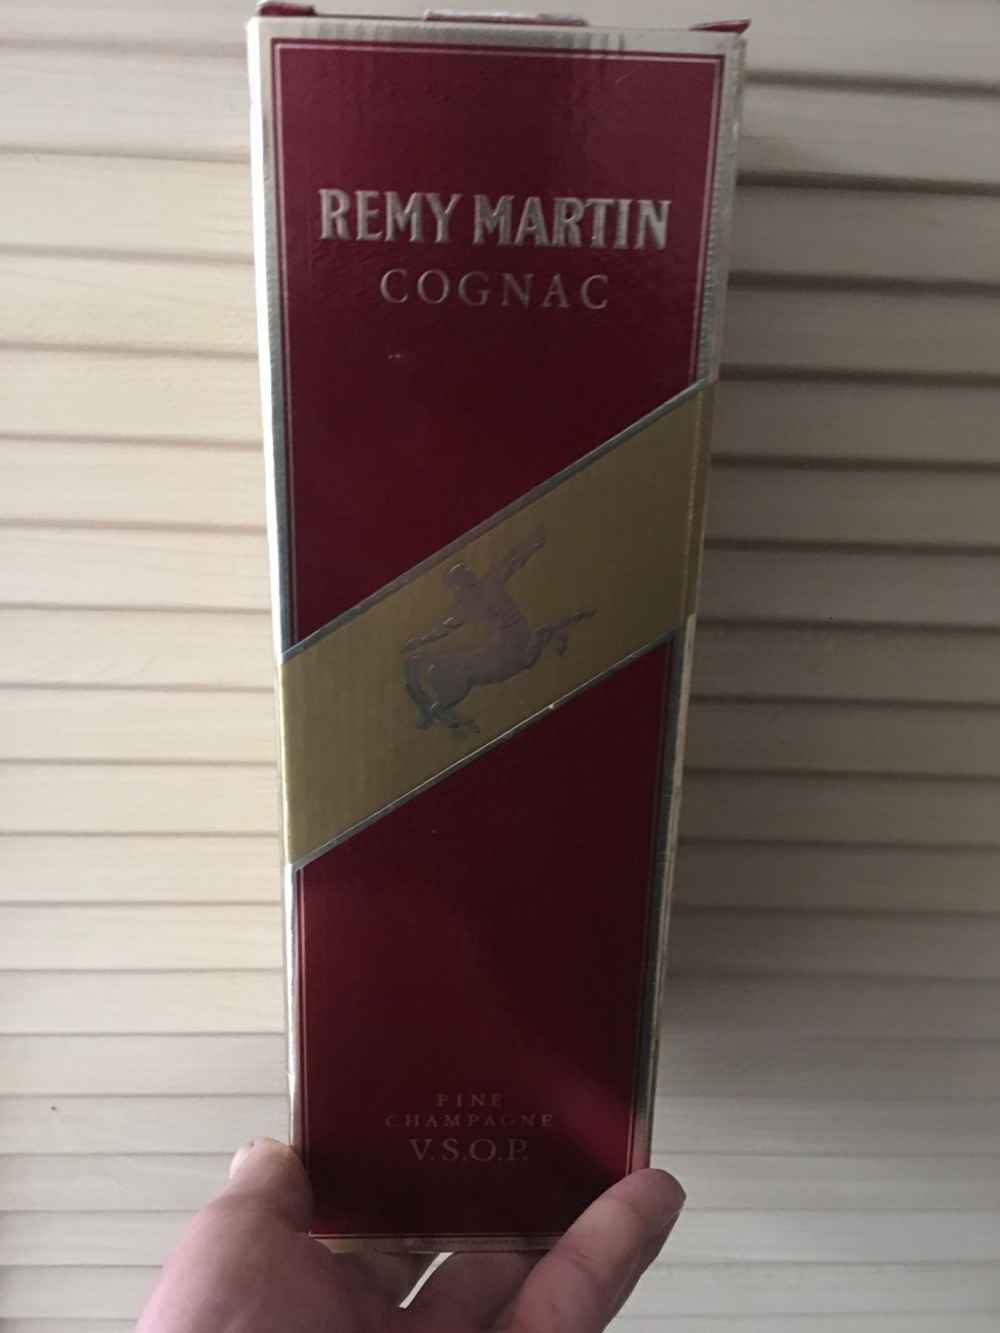 REMY MARTIN
COGNAC
FINE
CHAMPAGNE
V.S.O.P.